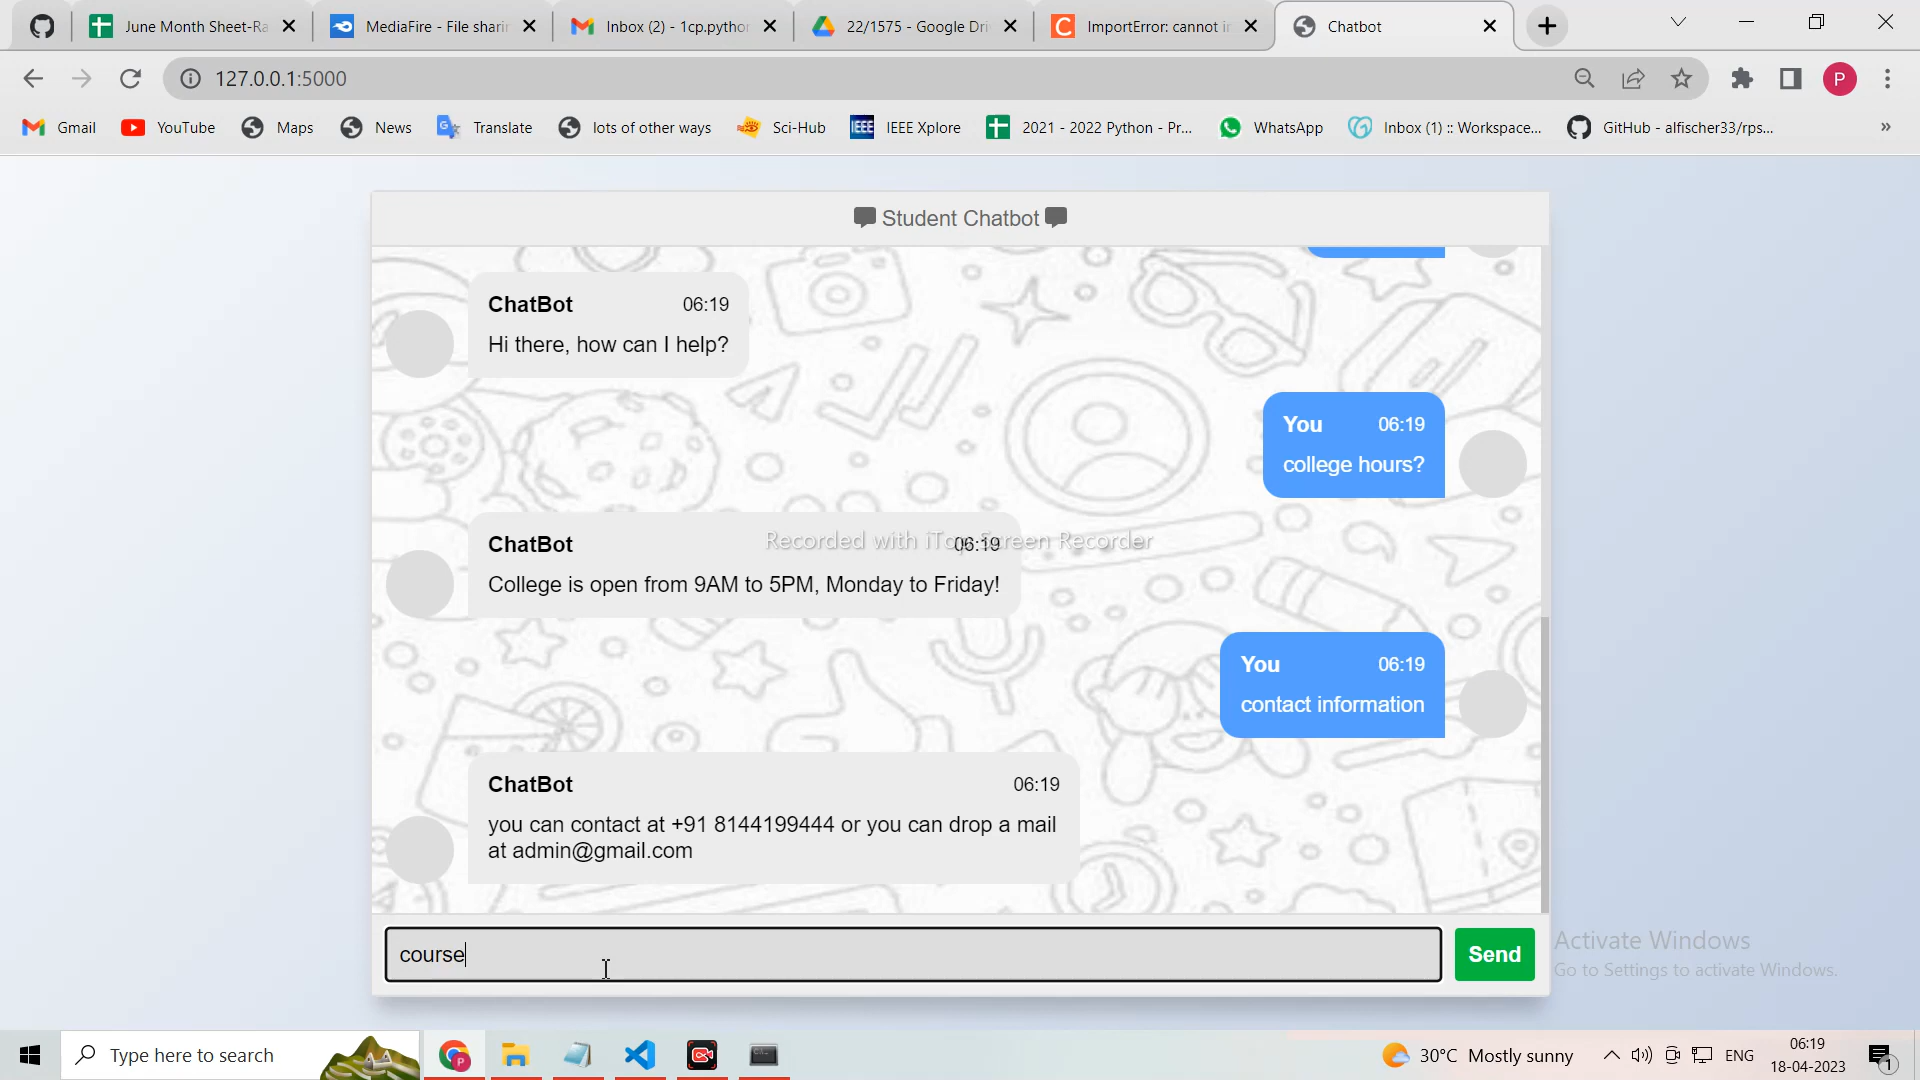 June Month Sheet-Ra
MediaFire - File sharin
Inbox (2) - 1cp.python
22/1575 - Google Dri
ImportError: cannot i
Chatbot
127.0.0.1:5000
P
Gmail
YouTube
Maps
News
Translate
lots of other ways
Sci-Hub
IEEE Xplore
2021 - 2022 Python - Pr...
WhatsApp
Inbox (1) :: Workspace...
GitHub - alfischer33/rps...
»
Student Chatbot
ChatBot 06:19
Hi there, how can I help?
You 06:19
college hours?
ChatBot 06:19
Recorded with iTop Screen Recorder
College is open from 9AM to 5PM, Monday to Friday!
You 06:19
contact information
ChatBot 06:19
you can contact at +91 8144199444 or you can drop a mail
at admin@gmail.com
course
Send
Activate Windows
Go to Settings to activate Windows.
Type here to search
30°C Mostly sunny
ENG
06:19
18-04-2023
1